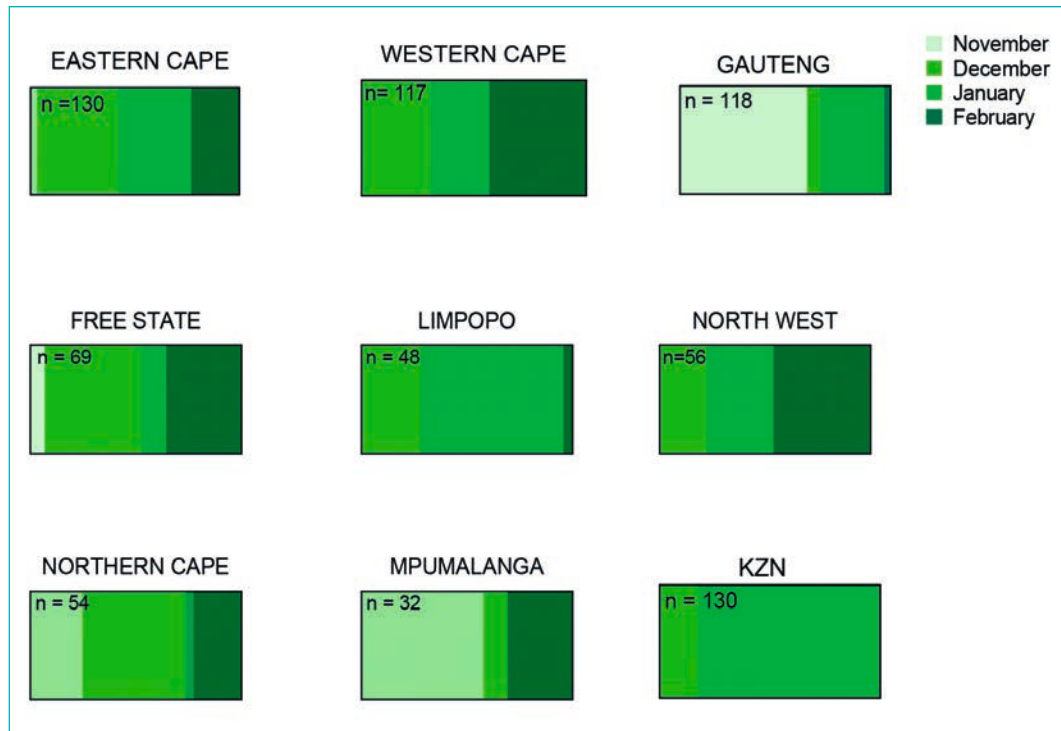 EASTERN CAPE
n =130
WESTERN CAPE
n= 117
GAUTENG
n = 118
November
December
January
February
FREE STATE
n = 69
LIMPOPO
n = 48
NORTH WEST
n=56
NORTHERN CAPE
n = 54
MPUMALANGA
n = 32
KZN
n = 130